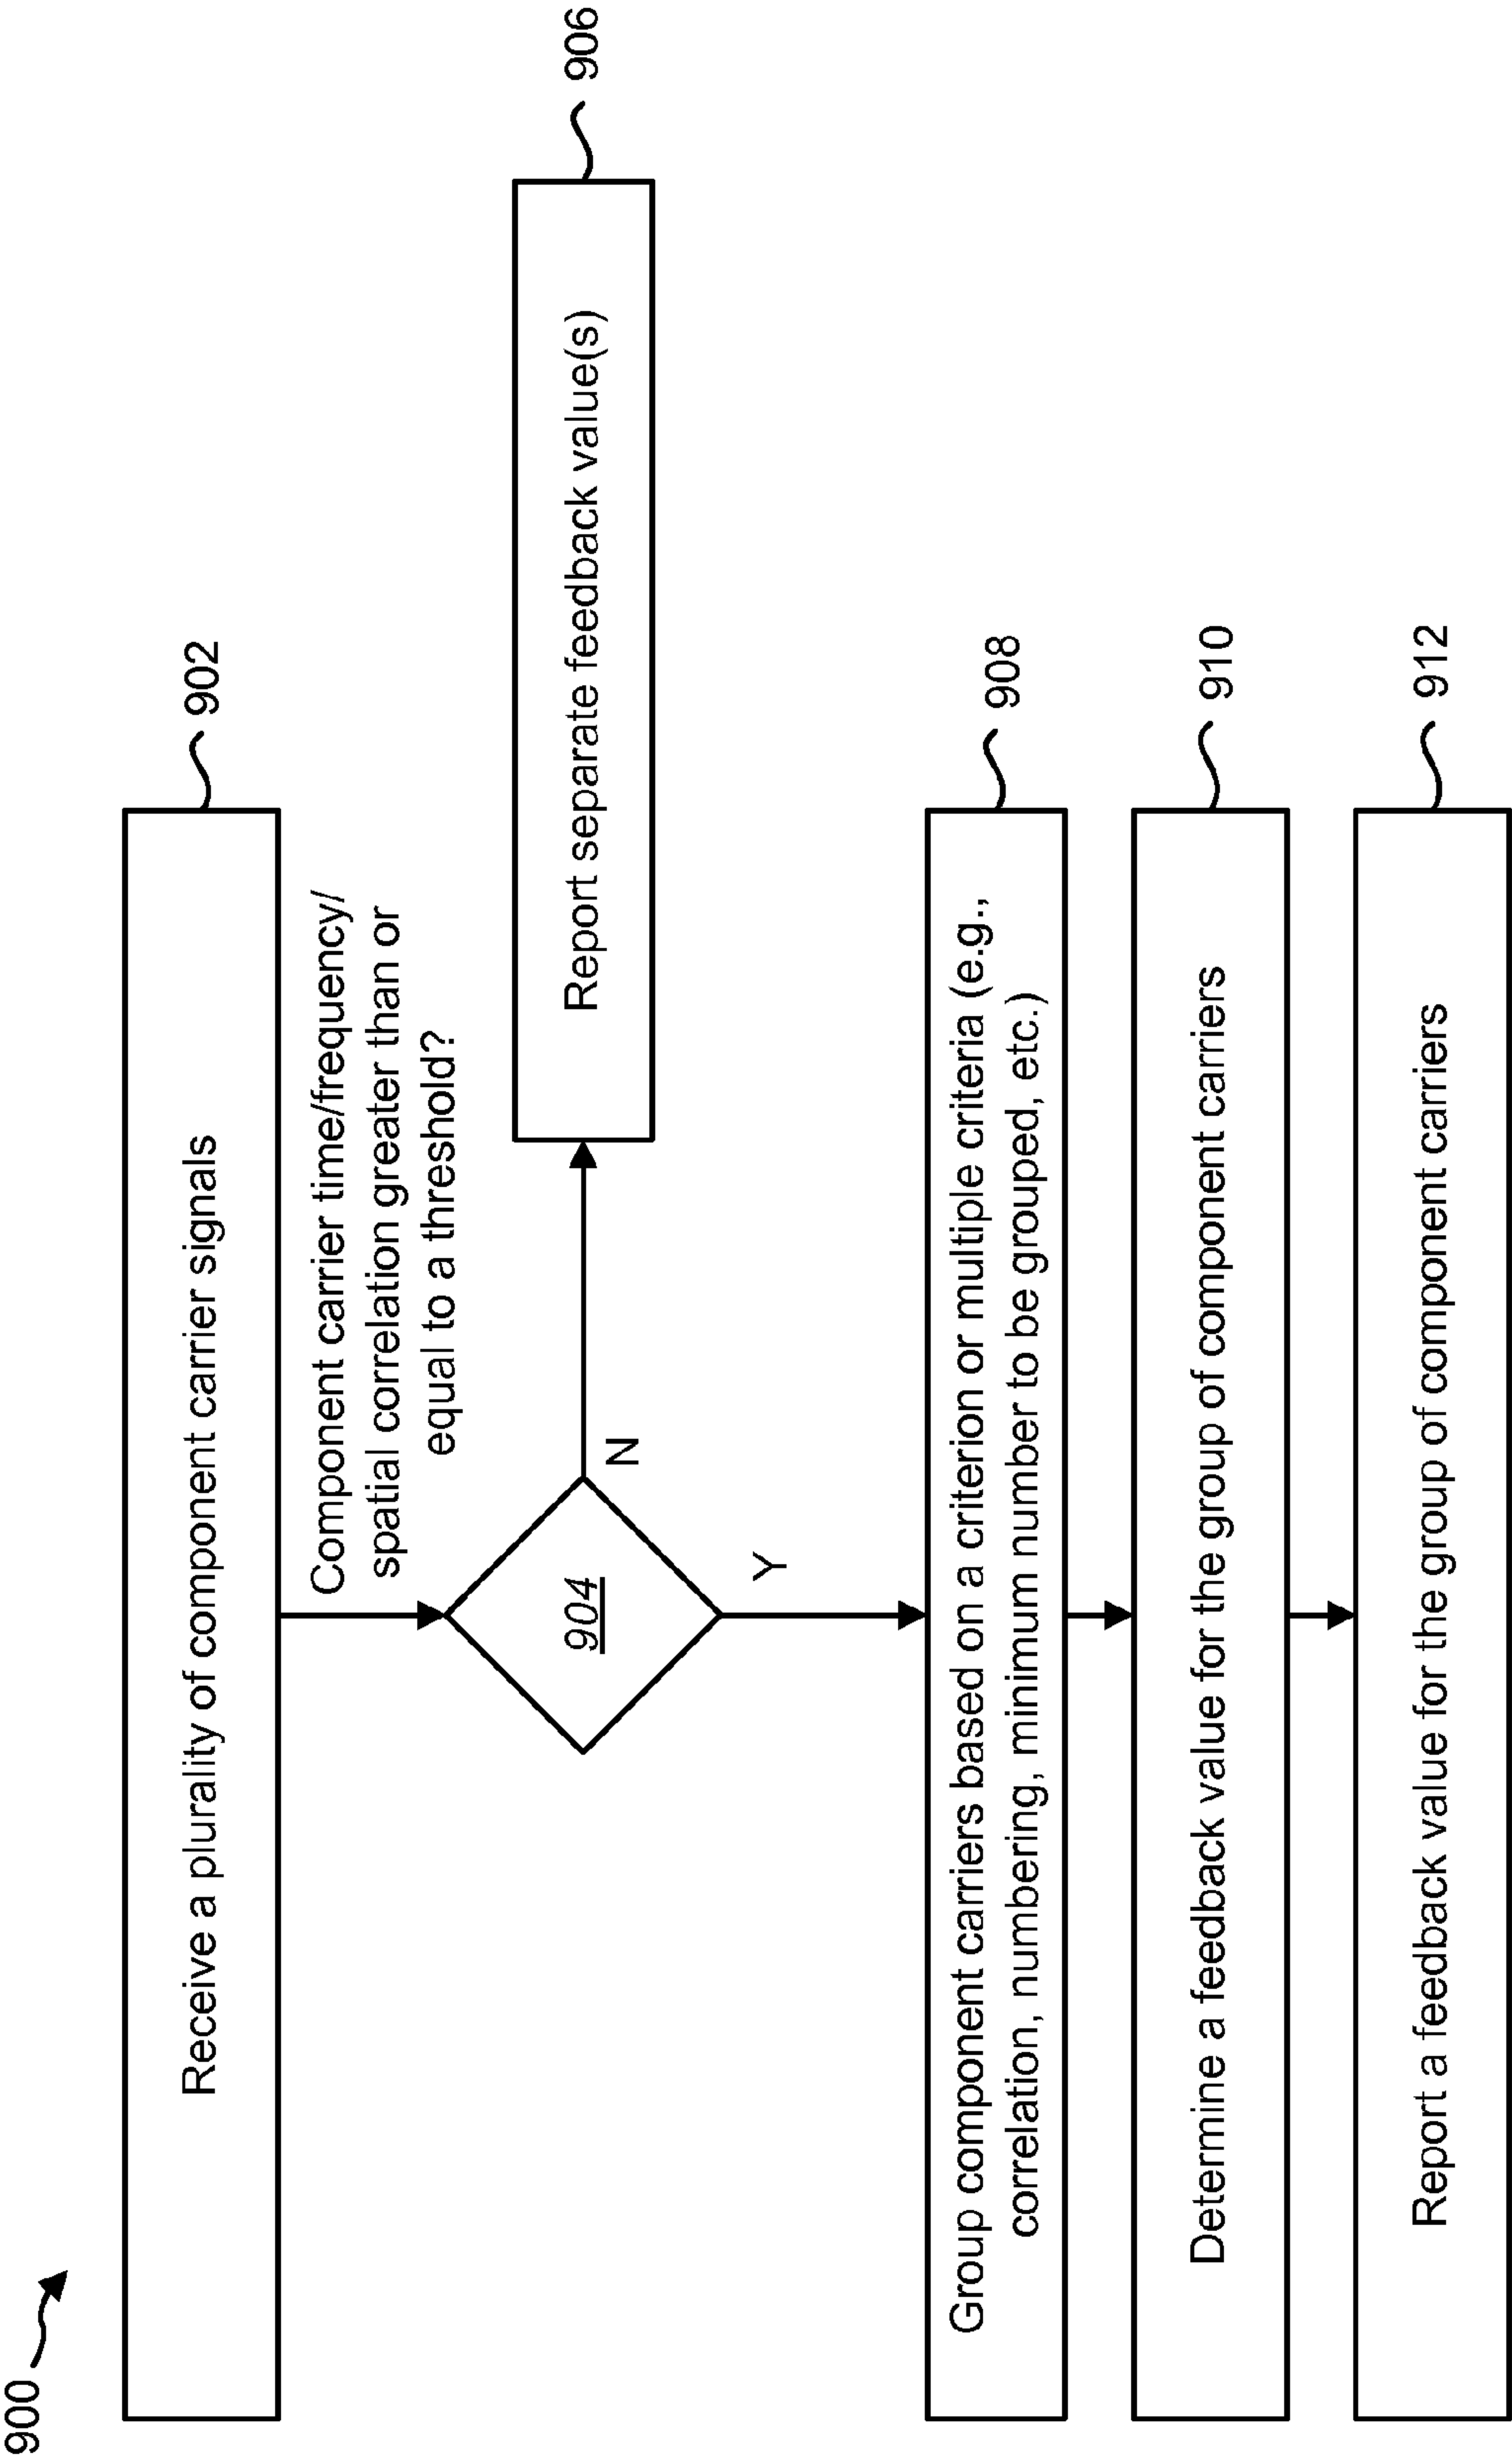 900
Receive a plurality of component carrier signals
902
Component carrier time/frequency/
spatial correlation greater than or
equal to a threshold?
904
N
Report separate feedback value(s)
906
Y
Group component carriers based on a criterion or multiple criteria (e.g.,
correlation, numbering, minimum number to be grouped, etc.)
908
Determine a feedback value for the group of component carriers
910
Report a feedback value for the group of component carriers
912